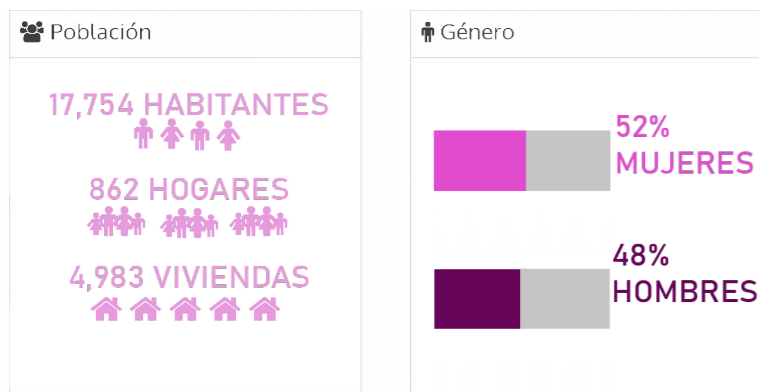 Población
17,754 HABITANTES
862 HOGARES
4,983 VIVIENDAS
Género
52%
MUJERES
48%
HOMBRES